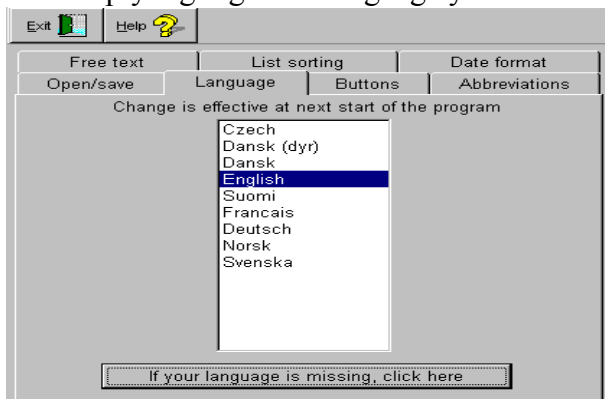 Exit Help
Free text List sorting Date format
Open/save Language Buttons Abbreviations
Change is effective at next start of the program
Czech
Dansk (dyr)
Dansk
English
Suomi
Francais
Deutsch
Norsk
Svenska
If your language is missing, click here